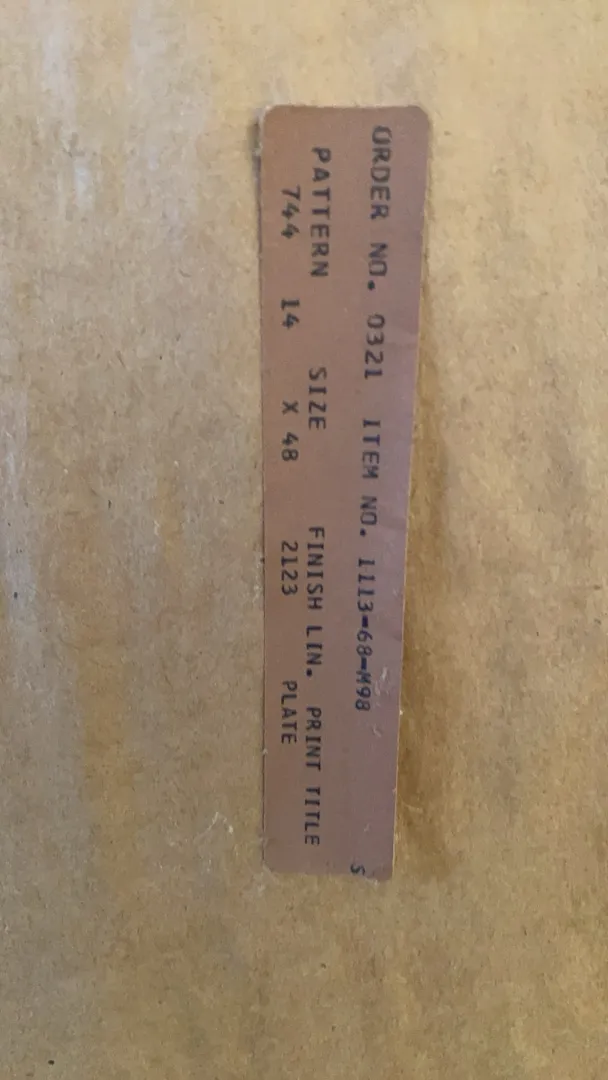 ORDER NO. 0321 ITEM NO. 1113-68-M98 S
PATTERN SIZE FINISH LIN. PRINT TITLE
744 14 X 48 2123 PLATE